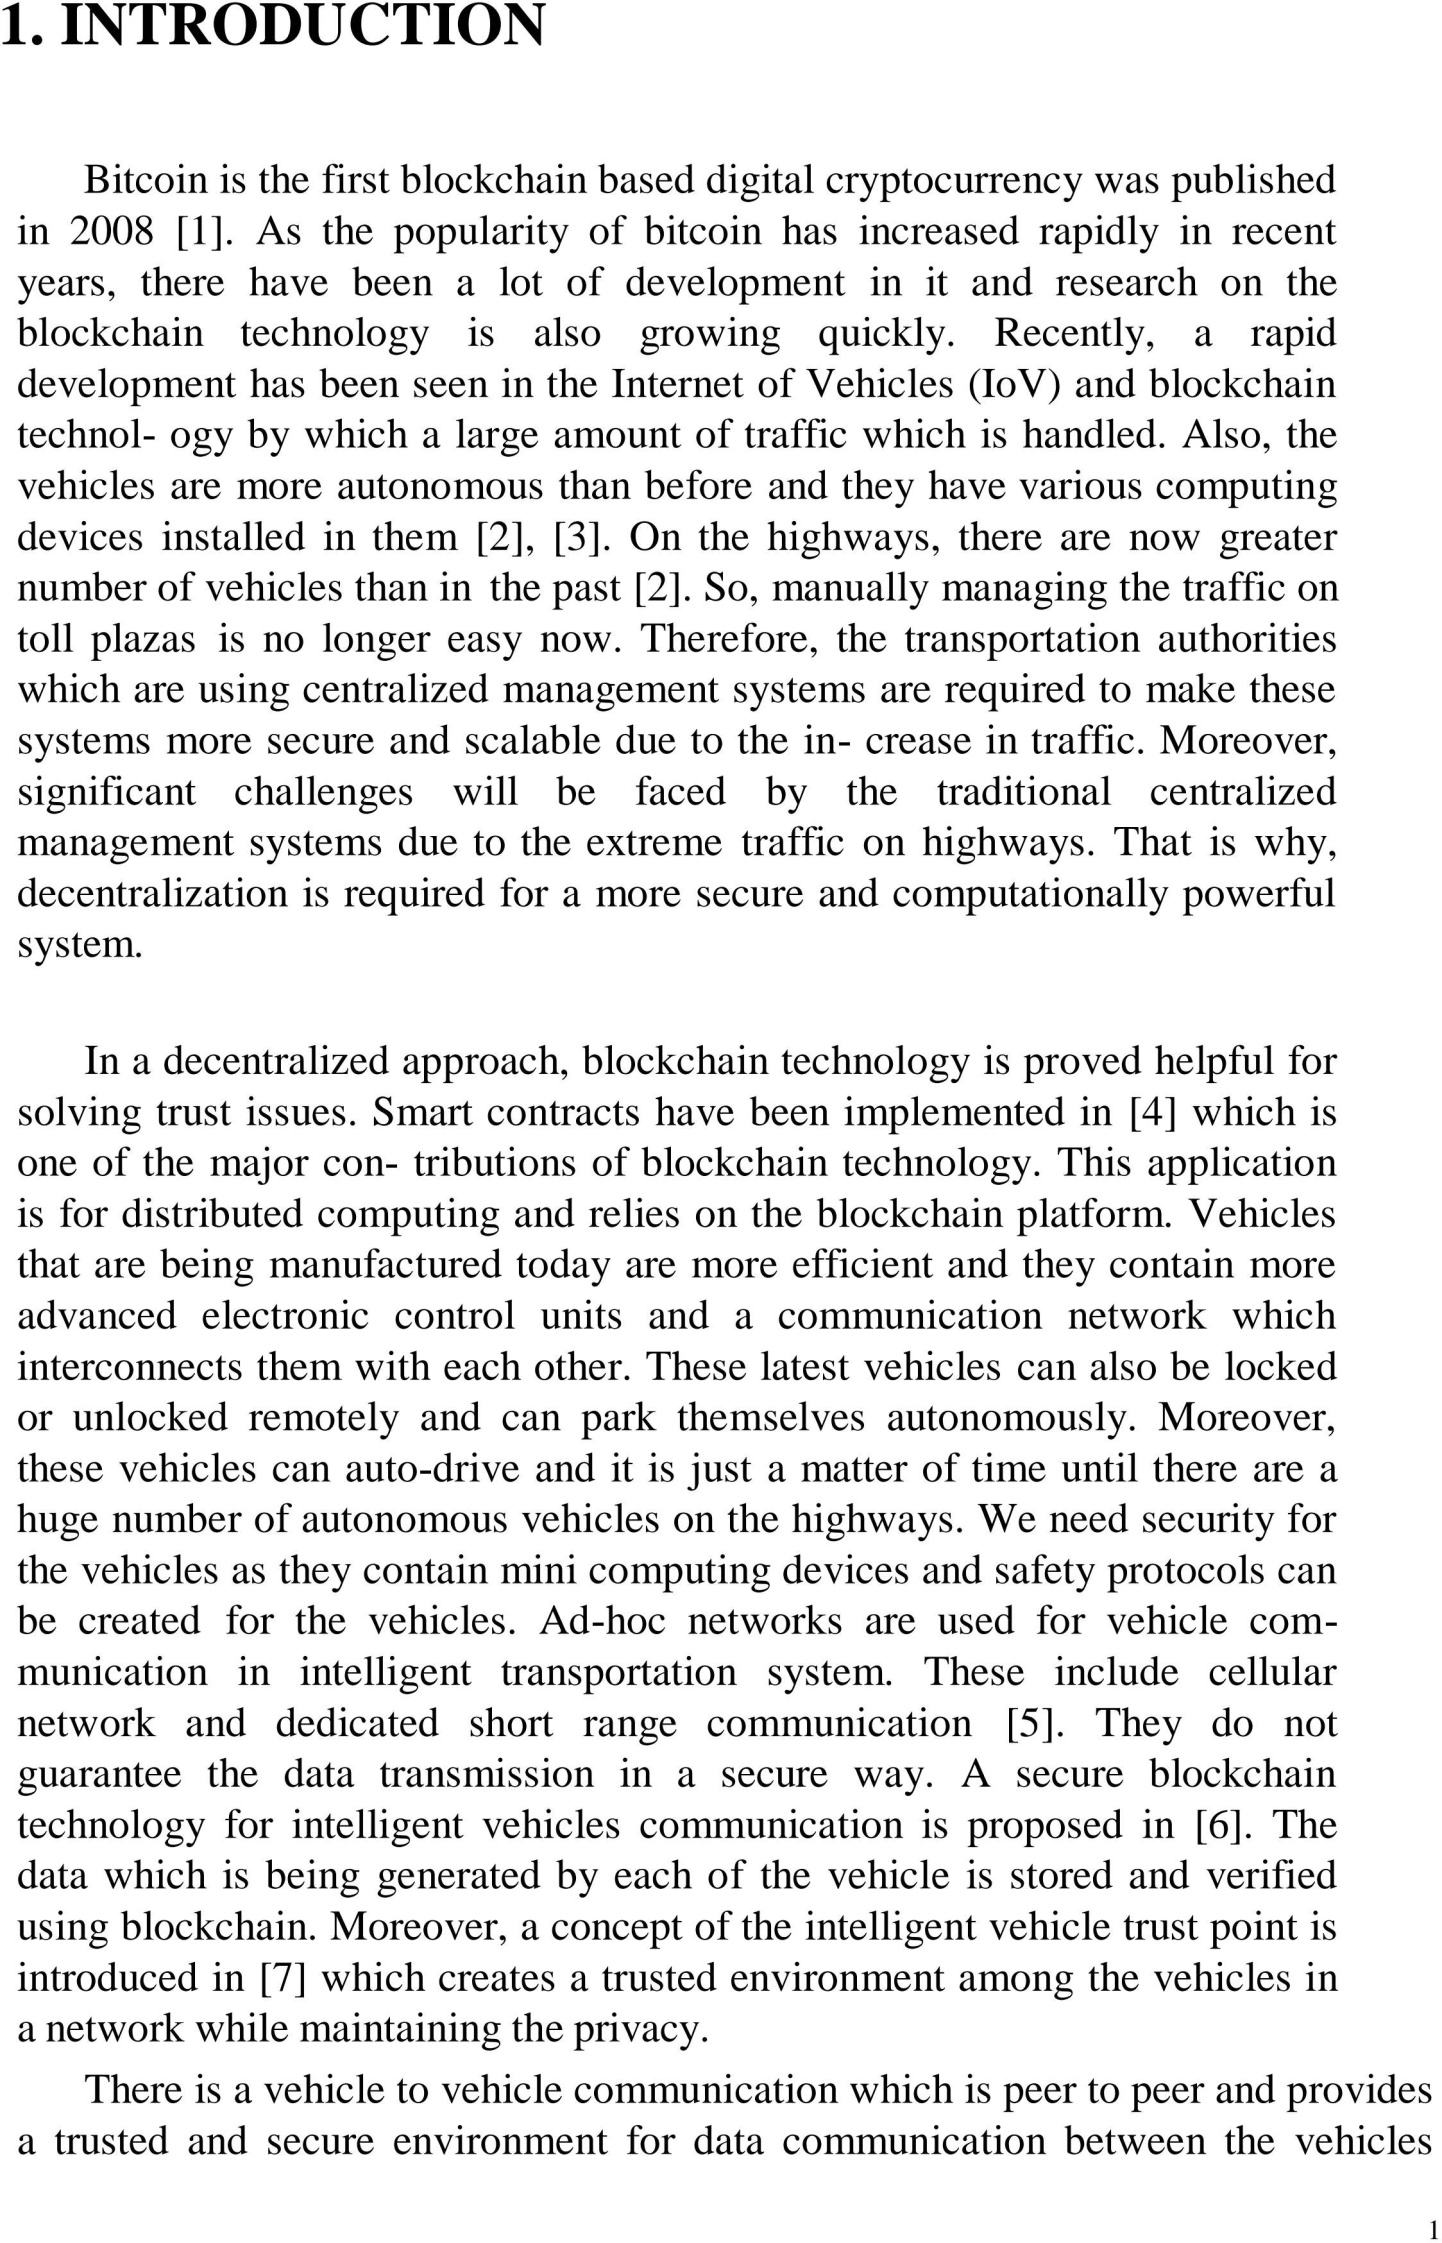 1. INTRODUCTION
Bitcoin is the first blockchain based digital cryptocurrency was published
in 2008 [1]. As the popularity of bitcoin has increased rapidly in recent
years, there have been a lot of development in it and research on the
blockchain technology is also growing quickly. Recently, a rapid
development has been seen in the Internet of Vehicles (IoV) and blockchain
technol- ogy by which a large amount of traffic which is handled. Also, the
vehicles are more autonomous than before and they have various computing
devices installed in them [2], [3]. On the highways, there are now greater
number of vehicles than in the past [2]. So, manually managing the traffic on
toll plazas is no longer easy now. Therefore, the transportation authorities
which are using centralized management systems are required to make these
systems more secure and scalable due to the in- crease in traffic. Moreover,
significant challenges will be faced by the traditional centralized
management systems due to the extreme traffic on highways. That is why,
decentralization is required for a more secure and computationally powerful
system.
In a decentralized approach, blockchain technology is proved helpful for
solving trust issues. Smart contracts have been implemented in [4] which is
one of the major con- tributions of blockchain technology. This application
is for distributed computing and relies on the blockchain platform. Vehicles
that are being manufactured today are more efficient and they contain more
advanced electronic control units and a communication network which
interconnects them with each other. These latest vehicles can also be locked
or unlocked remotely and can park themselves autonomously. Moreover,
these vehicles can auto-drive and it is just a matter of time until there are a
huge number of autonomous vehicles on the highways. We need security for
the vehicles as they contain mini computing devices and safety protocols can
be created for the vehicles. Ad-hoc networks are used for vehicle com-
munication in intelligent transportation system. These include cellular
network and dedicated short range communication [5]. They do not
guarantee the data transmission in a secure way. A secure blockchain
technology for intelligent vehicles communication is proposed in [6]. The
data which is being generated by each of the vehicle is stored and verified
using blockchain. Moreover, a concept of the intelligent vehicle trust point is
introduced in [7] which creates a trusted environment among the vehicles in
a network while maintaining the privacy.
There is a vehicle to vehicle communication which is peer to peer and provides
a trusted and secure environment for data communication between the vehicles
1